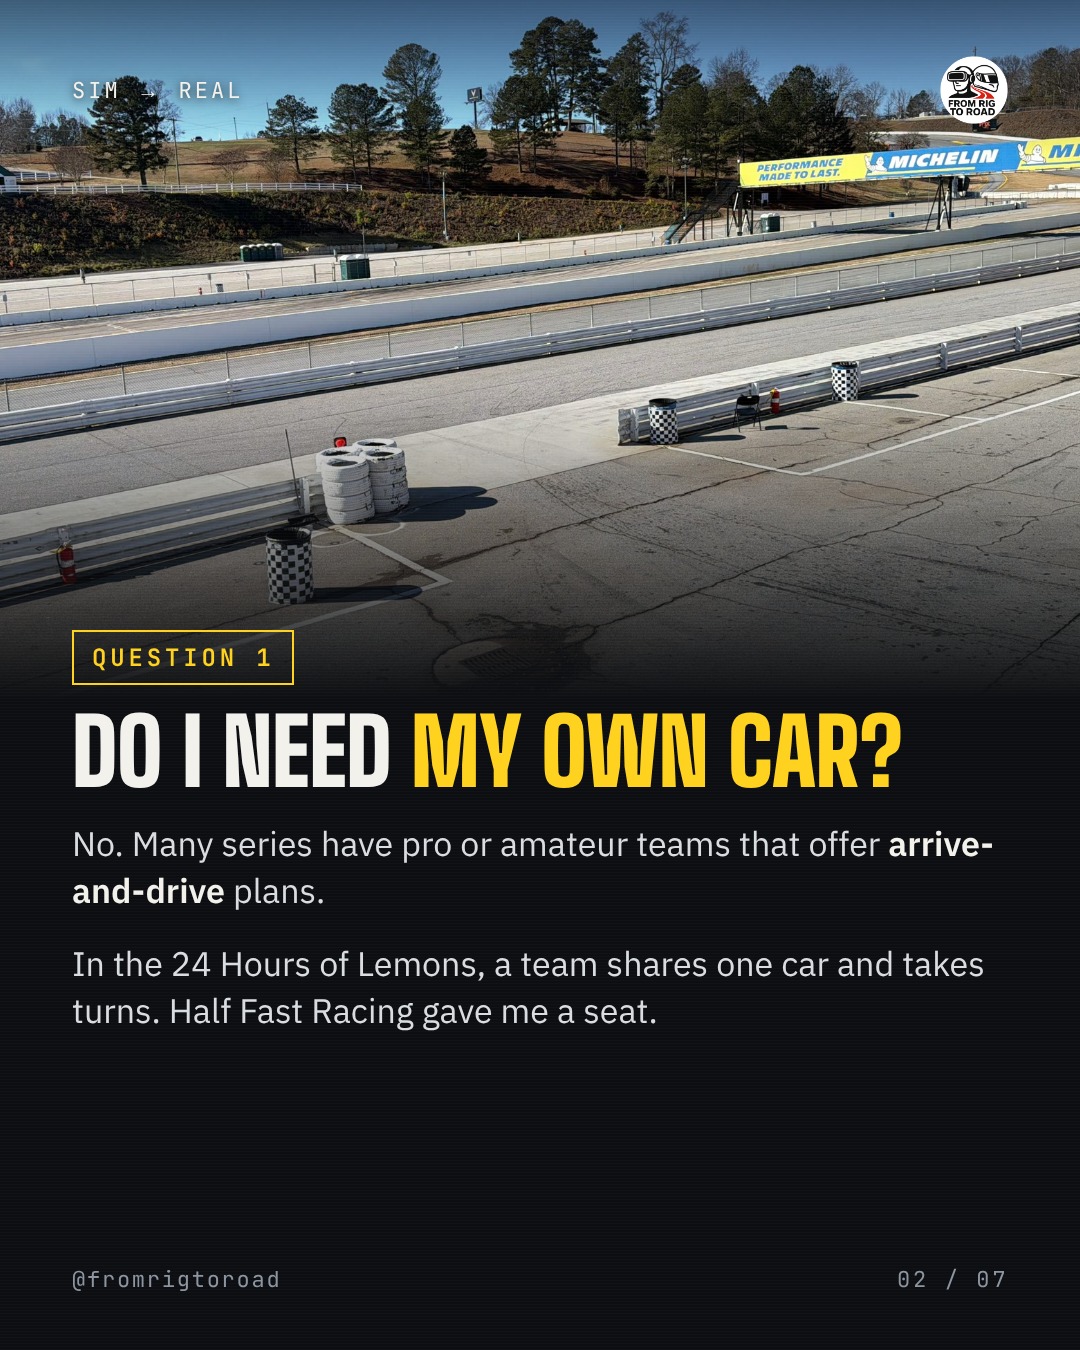 SIM → REAL
FROM RIG
TO ROAD
PERFORMANCE
MADE TO LAST.
MICHELIN
QUESTION 1
DO I NEED MY OWN CAR?
No. Many series have pro or amateur teams that offer arrive-
and-drive plans.
In the 24 Hours of Lemons, a team shares one car and takes
turns. Half Fast Racing gave me a seat.
@fromrigtoroad
02 / 07